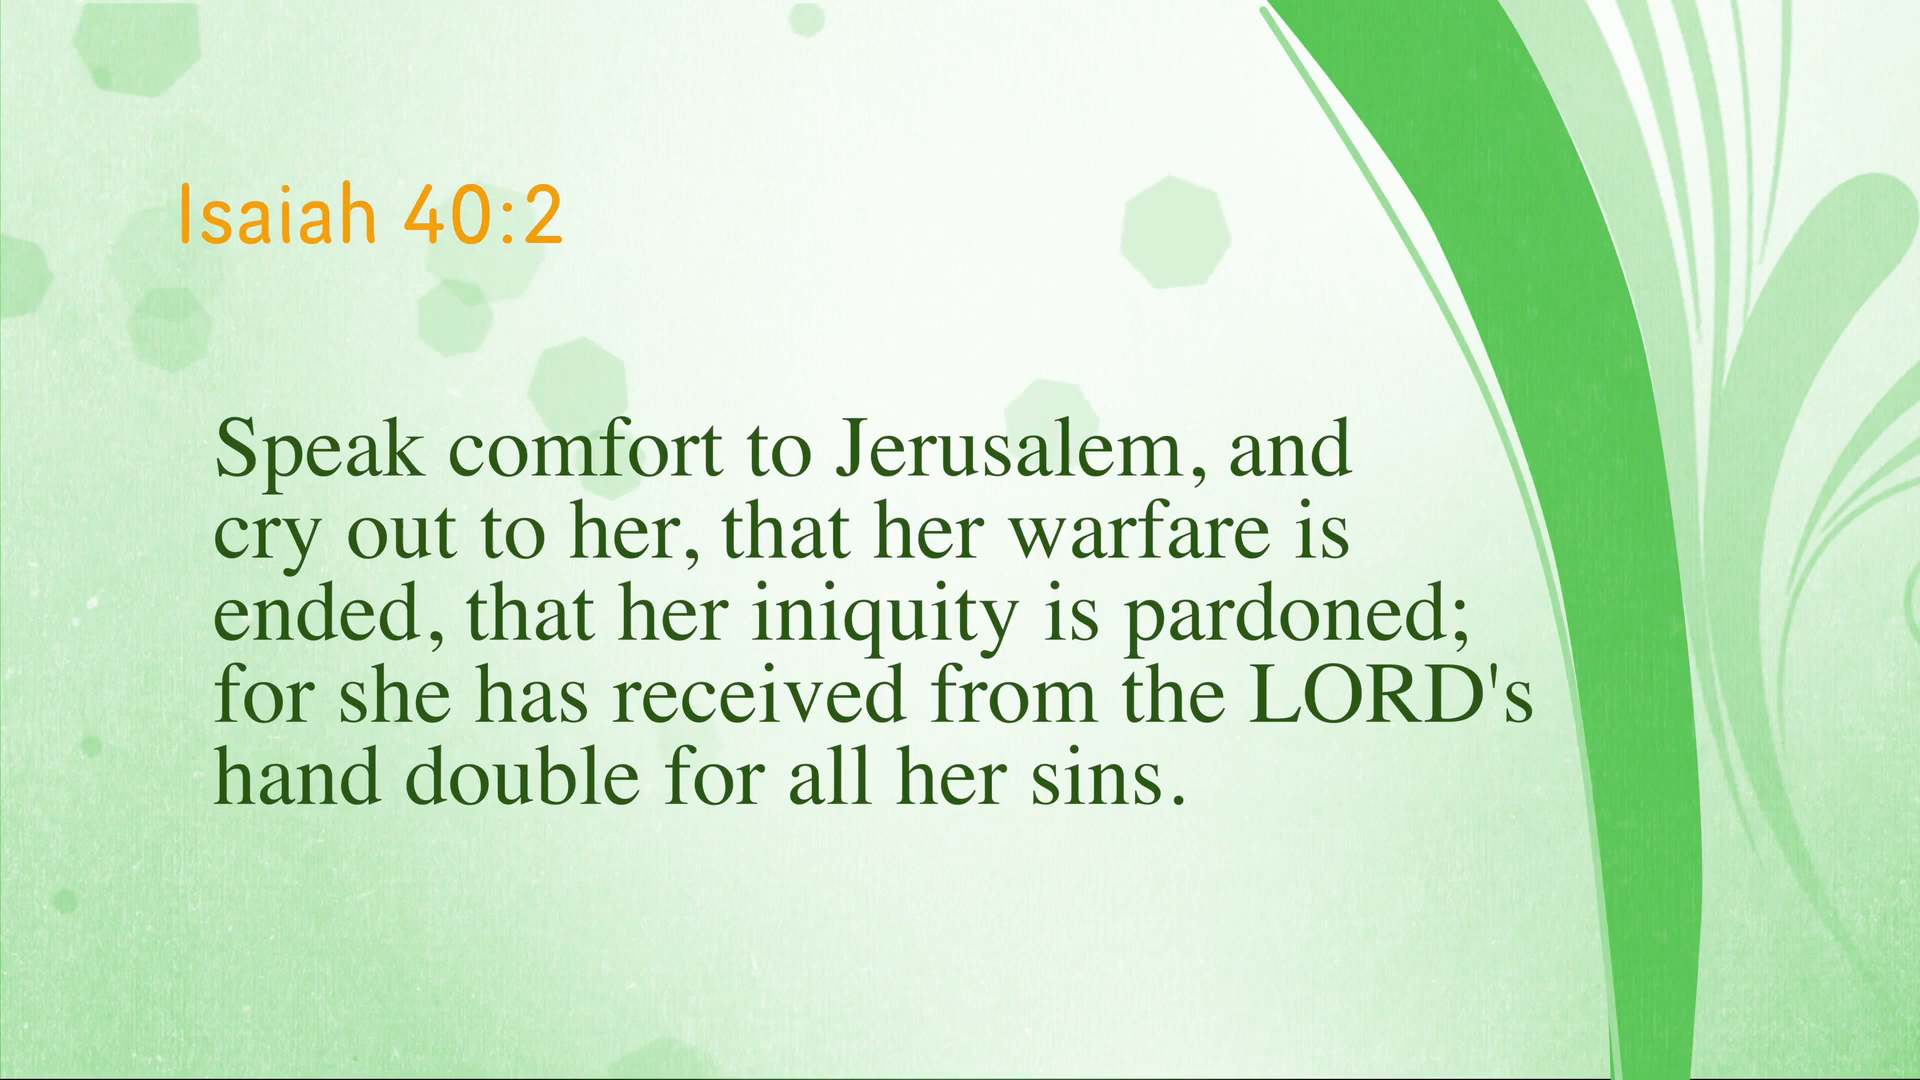 Isaiah 40:2
Speak comfort to Jerusalem, and
cry out to her, that her warfare is
ended, that her iniquity is pardoned;
for she has received from the LORD's
hand double for all her sins.